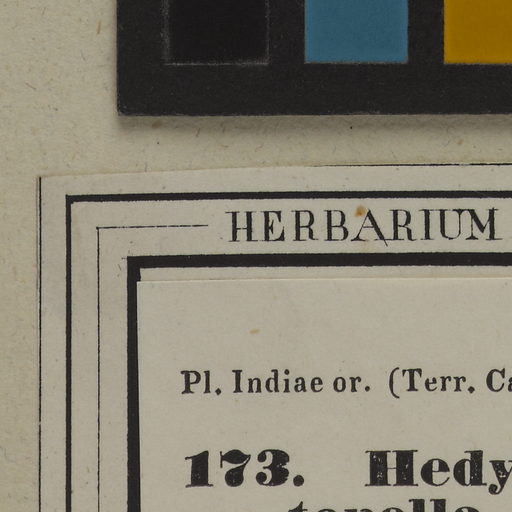 HERBARIUM
Pl. Indiae or. (Terr. Ca
173. Hedy